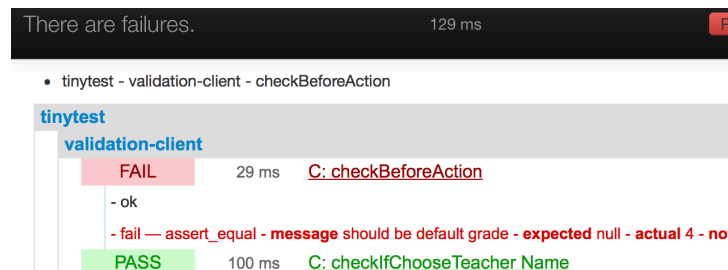 There are failures. 129 ms
• tinytest - validation-client - checkBeforeAction
tinytest
validation-client
FAIL 29 ms C: checkBeforeAction
- ok
- fail — assert_equal - message should be default grade - expected null - actual 4 -
PASS 100 ms C: checkIfChooseTeacher Name